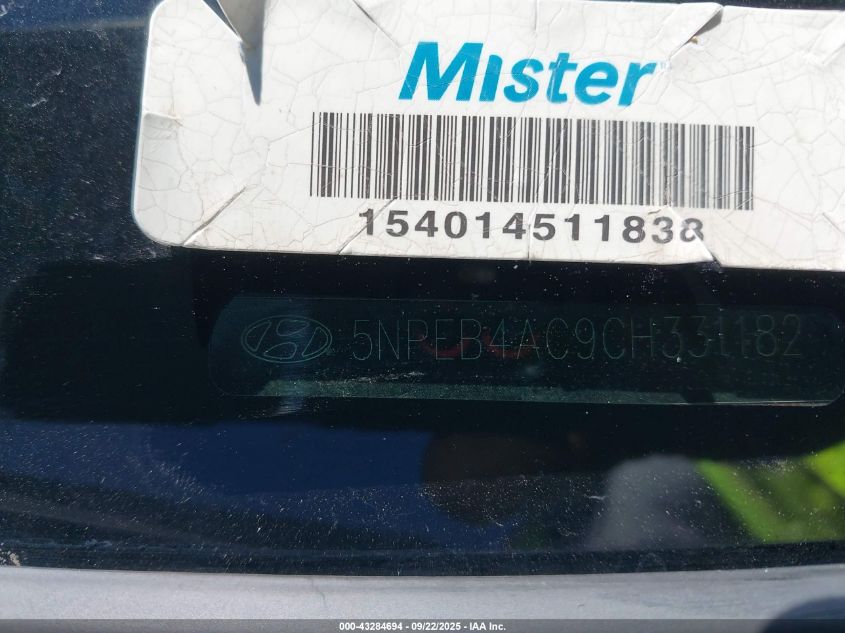 Mister
154014511838
5NPEB4AC9CH331182
000-43284694 | 09/22/2025 - IAA Inc.